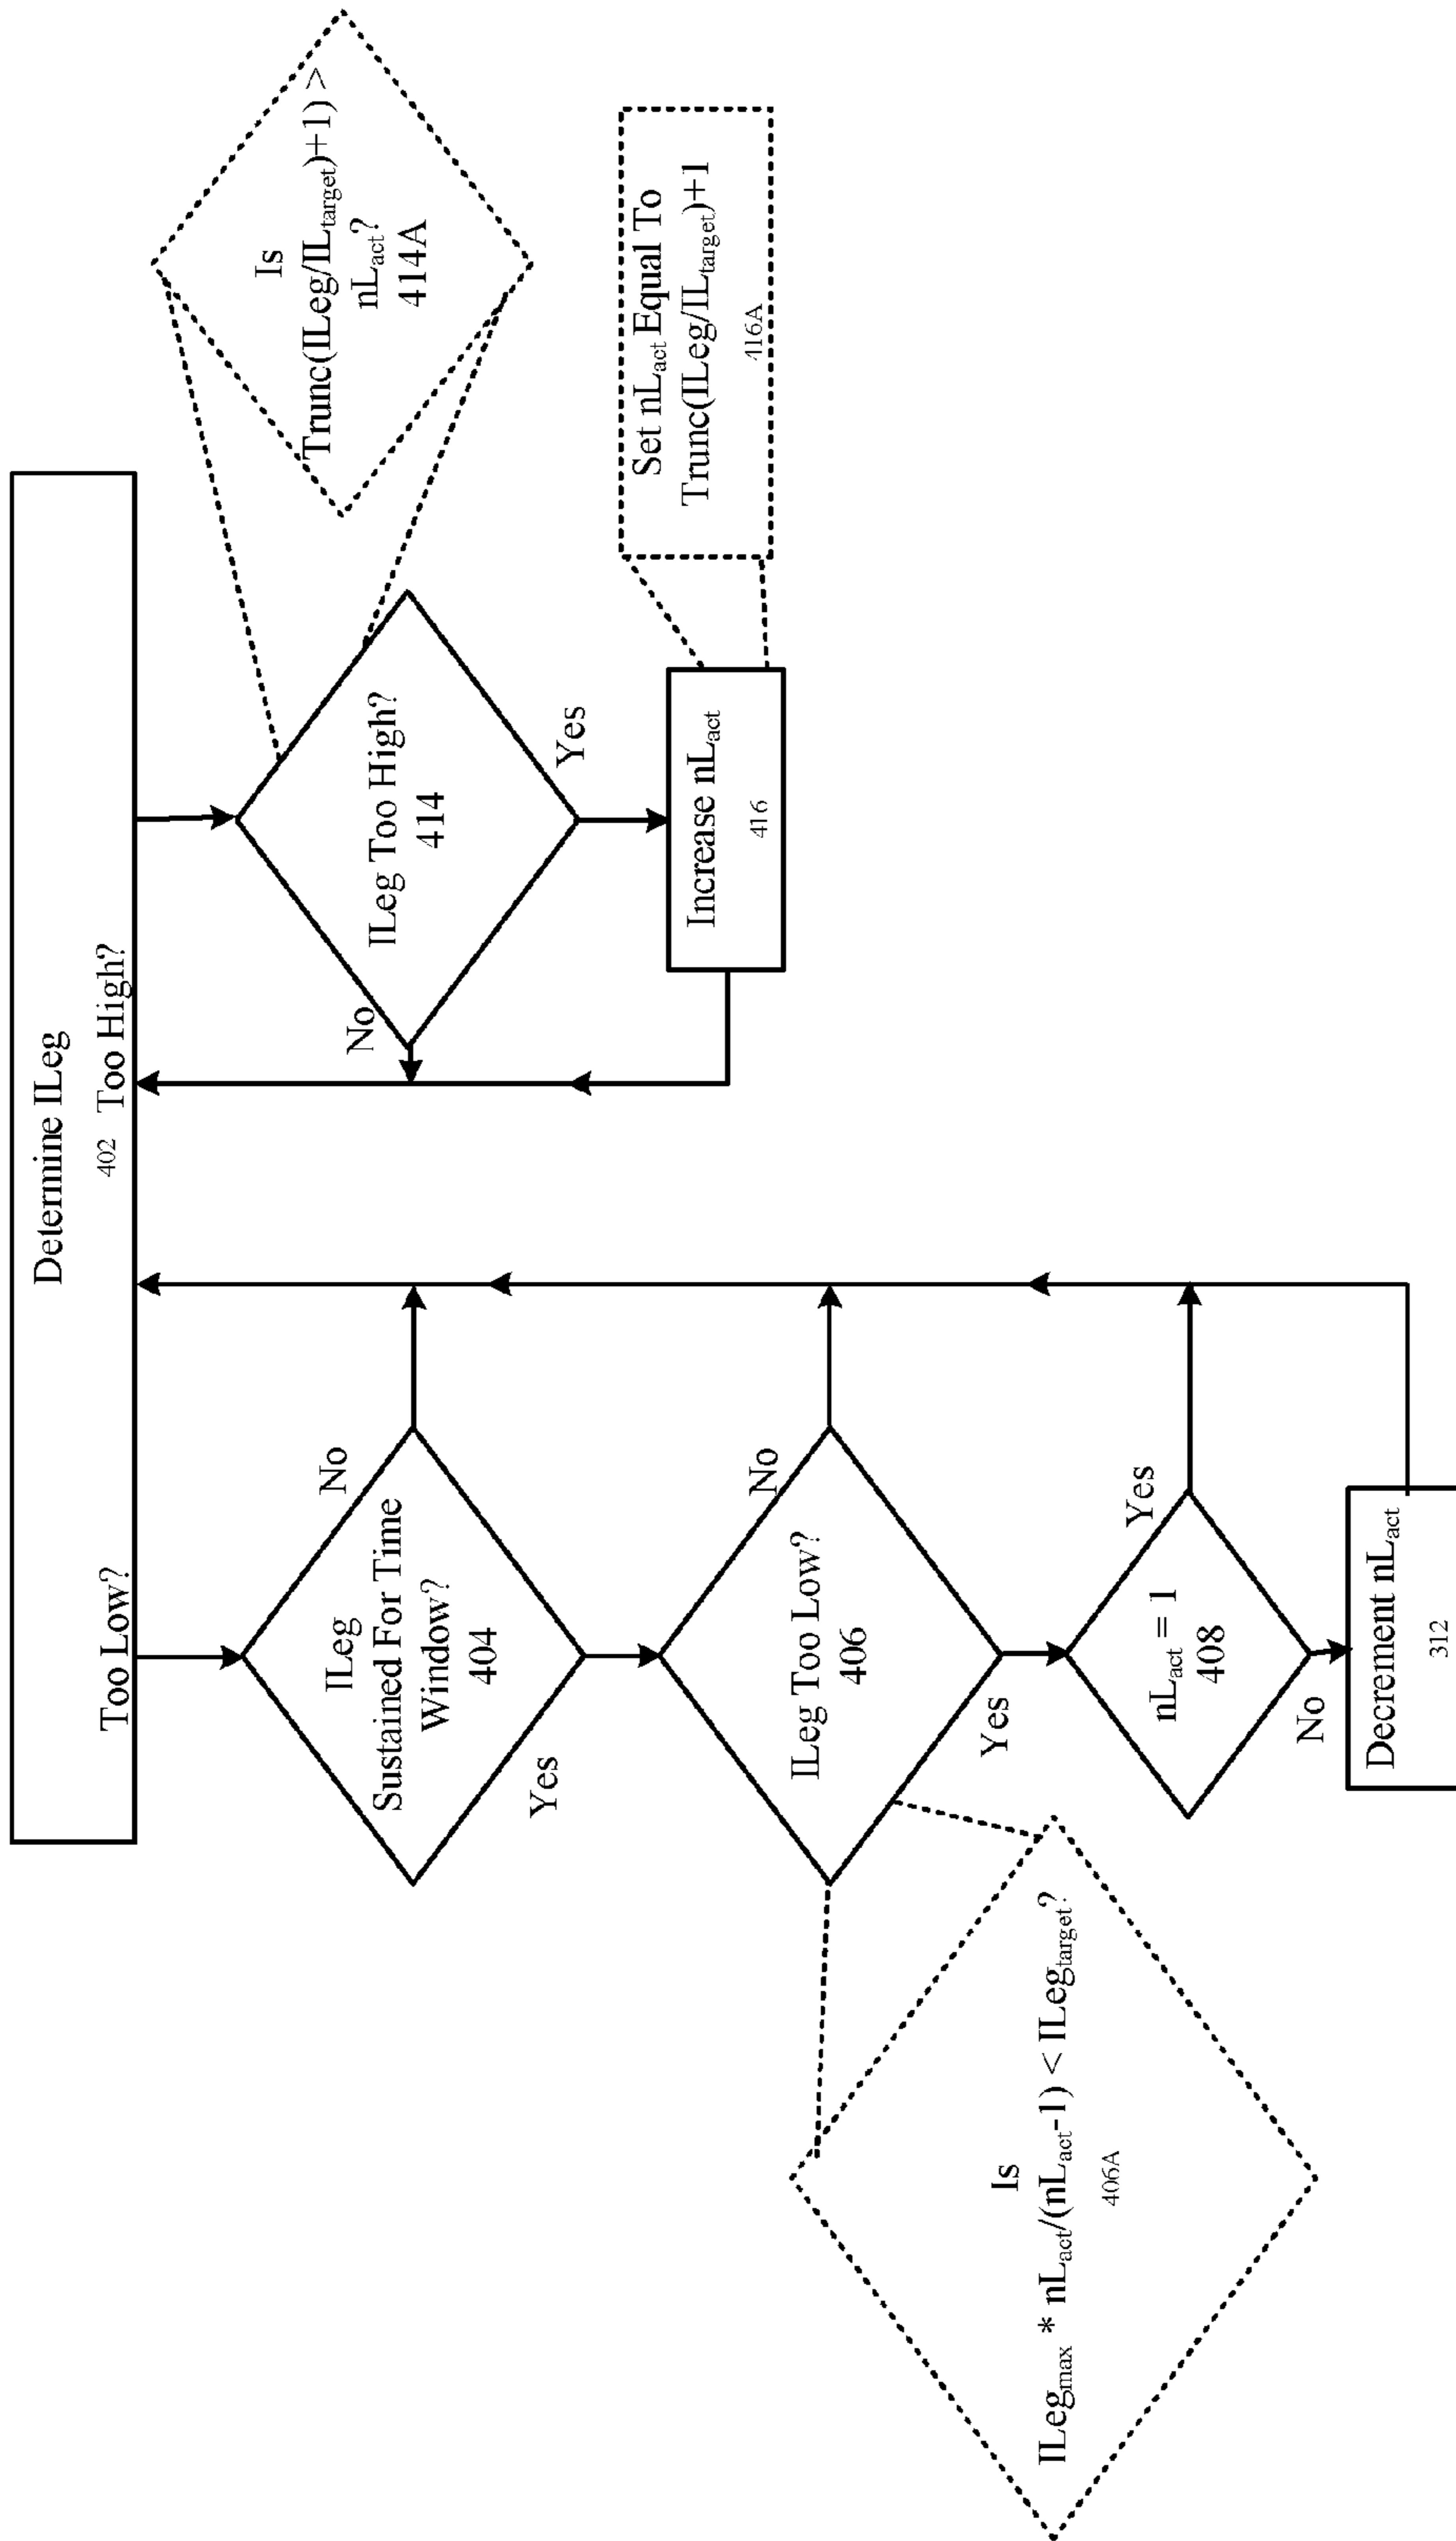 Determine ILeg
402
Too Low?
Too High?
ILeg
Sustained For Time
Window?
404
No
Yes
ILeg Too Low?
406
No
Yes
Is
ILegmax * nLact/(nLact-1) < ILegtarget?
406A
nLact = 1
408
Yes
No
Decrement nLact
312
ILeg Too High?
414
No
Yes
Is
Trunc(ILeg/ILtarget)+1) >
nLact?
414A
Increase nLact
416
Set nLact Equal To
Trunc(ILeg/ILtarget)+1
416A